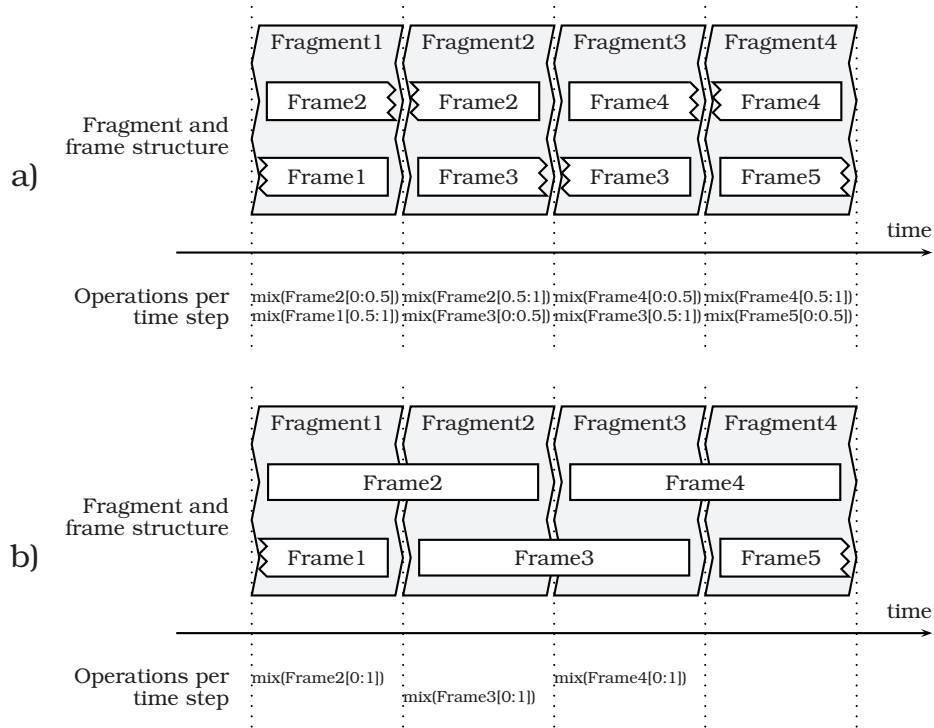 Fragment1 Fragment2 Fragment3 Fragment4
Frame2 Frame2 Frame4 Frame4
Fragment and
frame structure
a)
Frame1 Frame3 Frame3 Frame5
time
Operations per
time step
mix(Frame2[0:0.5]) mix(Frame2[0.5:1]) mix(Frame4[0:0.5]) mix(Frame4[0.5:1])
mix(Frame1[0.5:1]) mix(Frame3[0:0.5]) mix(Frame3[0.5:1]) mix(Frame5[0:0.5])
Fragment1 Fragment2 Fragment3 Fragment4
Frame2 Frame4
Fragment and
frame structure
b)
Frame1 Frame3 Frame5
time
Operations per
time step
mix(Frame2[0:1]) mix(Frame4[0:1])
mix(Frame3[0:1])